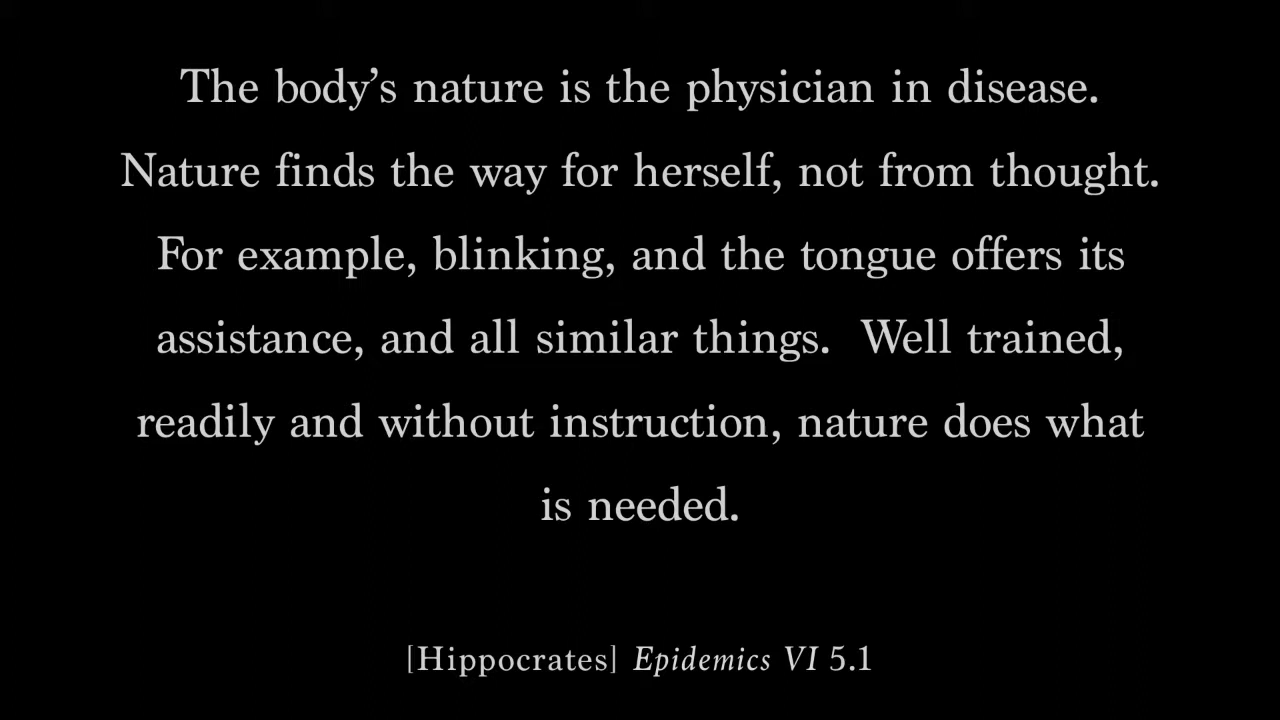 The body’s nature is the physician in disease.
Nature finds the way for herself, not from thought.
For example, blinking, and the tongue offers its
assistance, and all similar things.  Well trained,
readily and without instruction, nature does what
is needed.
[Hippocrates] Epidemics VI 5.1